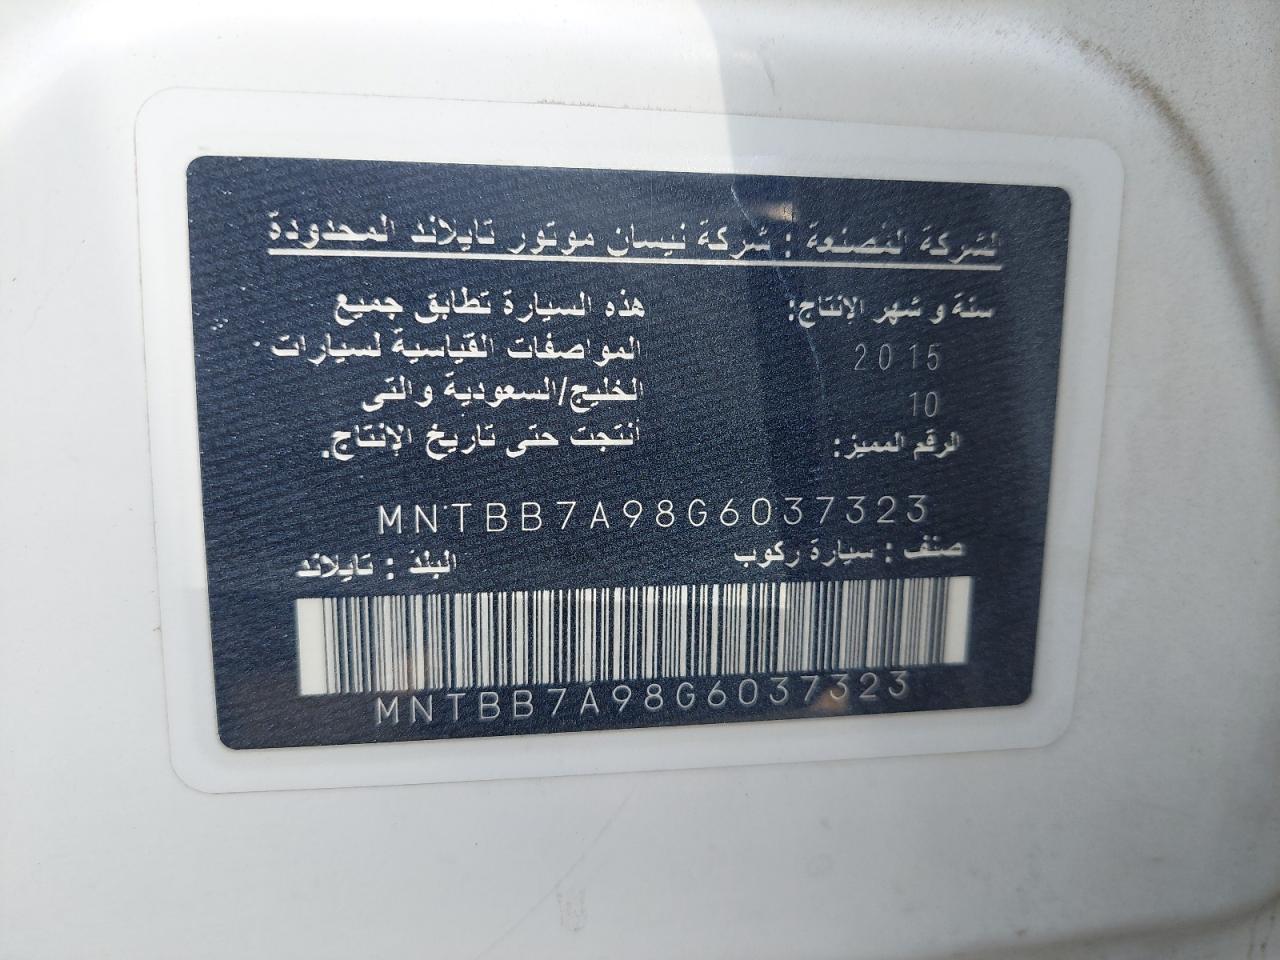 الشركة المصنعة : شركة نيسان موتور تايلاند المحدودة
سنة و شهر الإنتاج:
2015
10
الرقم المميز:
هذه السيارة تطابق جميع
المواصفات القياسية لسيارات
الخليج/السعودية والتى
أنتجت حتى تاريخ الإنتاج.
MNTBB7A98G6037323
صنف : سيارة ركوب
البلد : تايلاند
MNTBB7A98G6037323